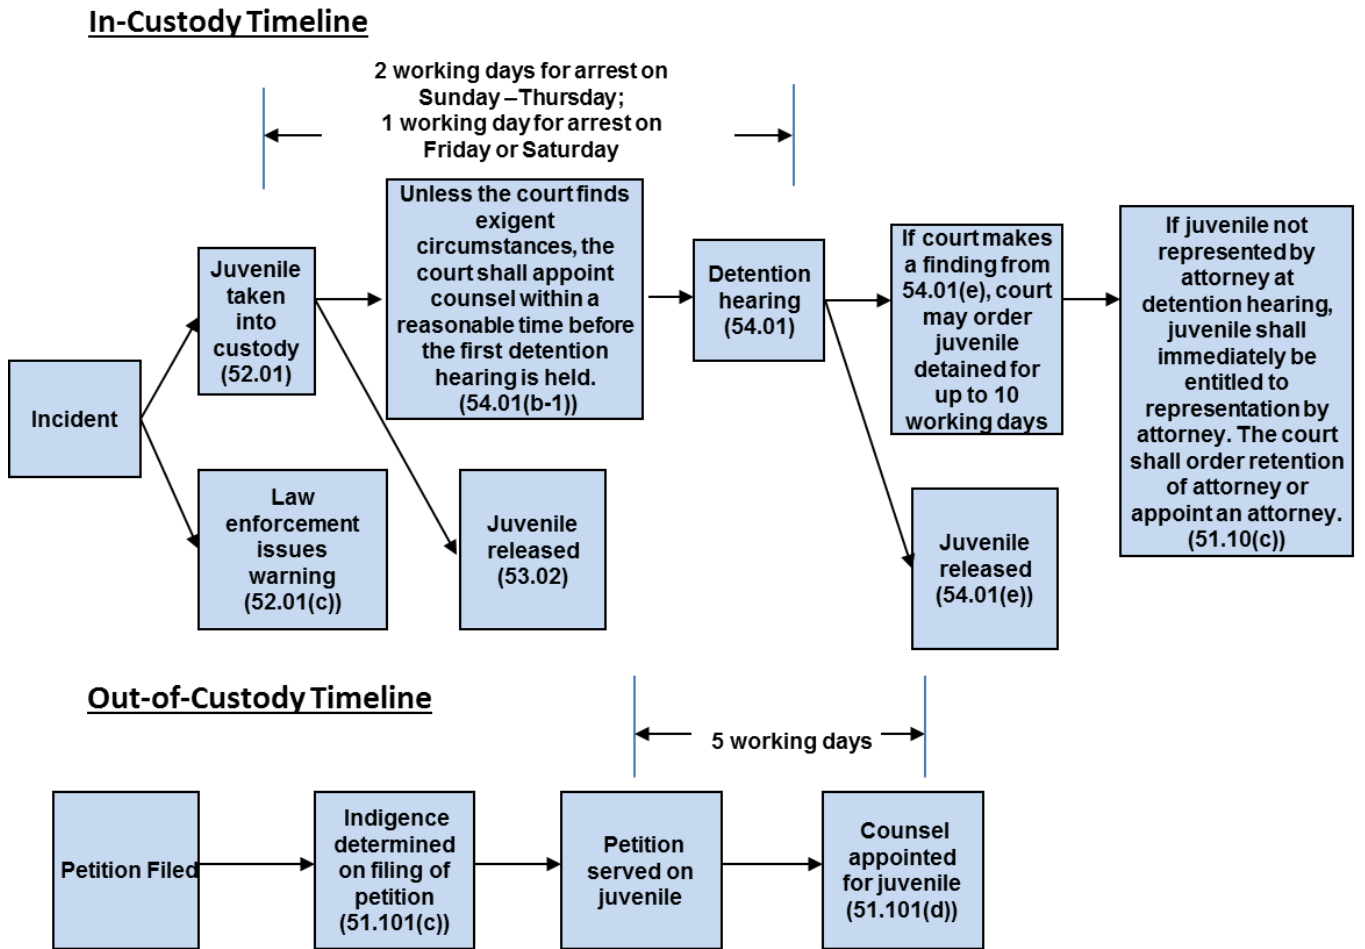 In-Custody Timeline
2 working days for arrest on
Sunday –Thursday;
1 working day for arrest on
Friday or Saturday
Incident
Juvenile
taken
into
custody
(52.01)
Law
enforcement
issues
warning
(52.01(c))
Unless the court finds
exigent
circumstances, the
court shall appoint
counsel within a
reasonable time before
the first detention
hearing is held.
(54.01(b-1))
Juvenile
released
(53.02)
Detention
hearing
(54.01)
If court makes
a finding from
54.01(e), court
may order
juvenile
detained for
up to 10
working days
Juvenile
released
(54.01(e))
If juvenile not
represented by
attorney at
detention hearing,
juvenile shall
immediately be
entitled to
representation by
attorney. The court
shall order retention
of attorney or
appoint an attorney.
(51.10(c))
Out-of-Custody Timeline
5 working days
Petition Filed
Indigence
determined
on filing of
petition
(51.101(c))
Petition
served on
juvenile
Counsel
appointed
for juvenile
(51.101(d))